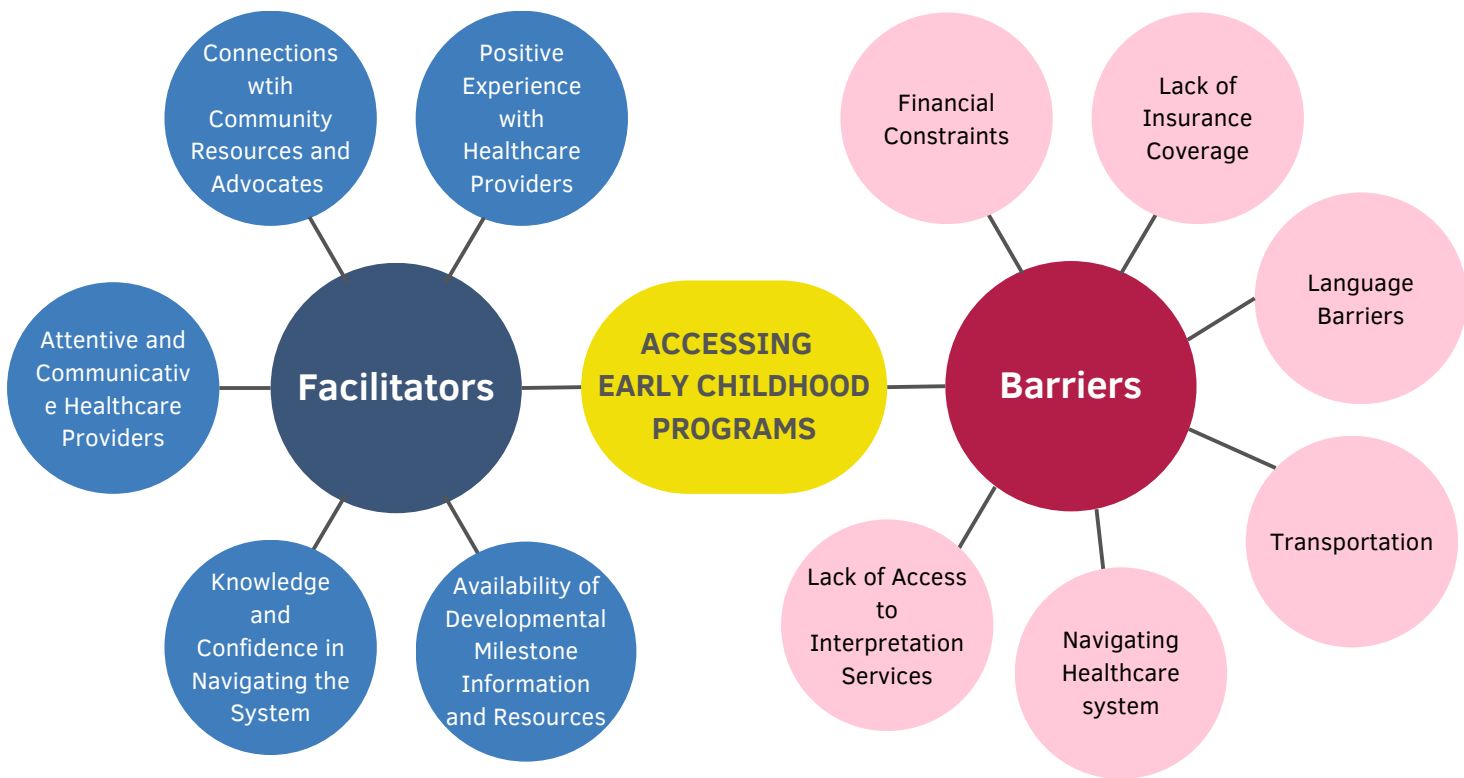 Connections
wtih
Community
Resources and
Advocates
Positive
Experience
with
Healthcare
Providers
Attentive and
Communicativ
e Healthcare
Providers
Facilitators
Knowledge
and
Confidence in
Navigating the
System
Availability of
Developmental
Milestone
Information
and Resources
ACCESSING
EARLY CHILDHOOD
PROGRAMS
Barriers
Financial
Constraints
Lack of
Insurance
Coverage
Language
Barriers
Transportation
Navigating
Healthcare
system
Lack of Access
to
Interpretation
Services